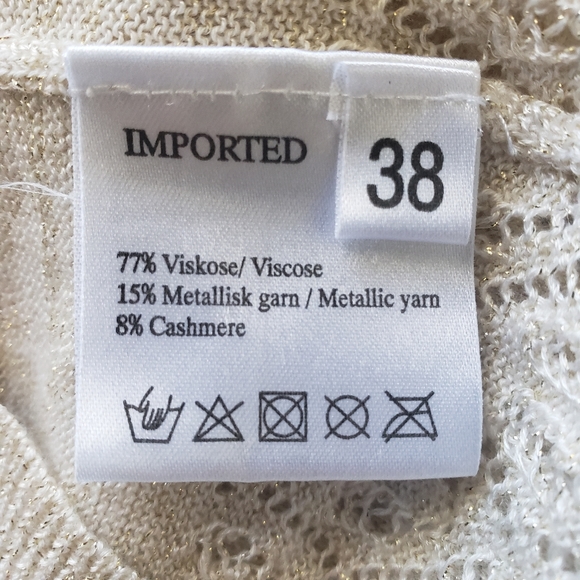 IMPORTED
38
77% Viskose/ Viscose
15% Metallisk garn / Metallic yarn
8% Cashmere